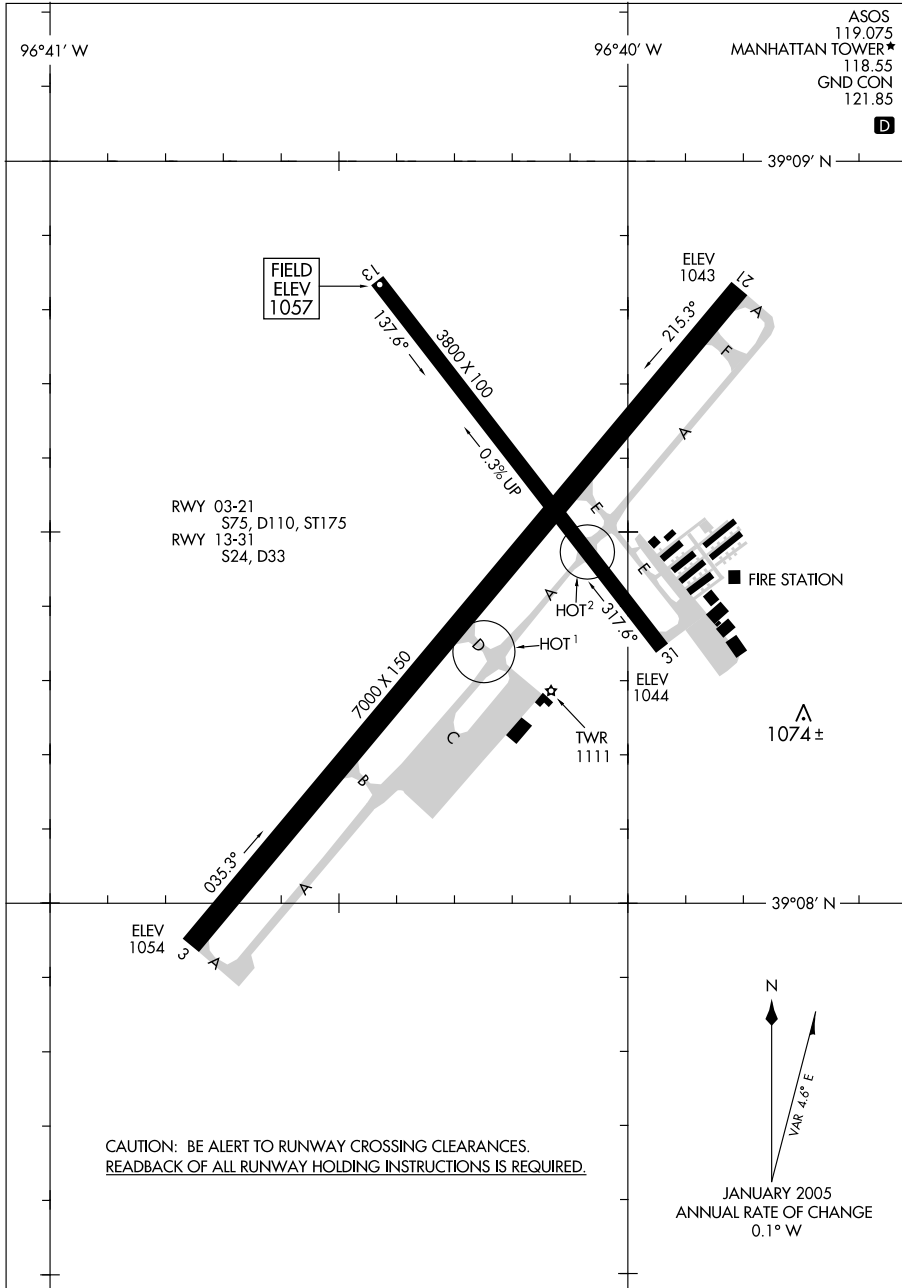 ASOS
119.075
MANHATTAN TOWER★
118.55
GND CON
121.85
D
96°41' W
96°40' W
39°09' N
FIELD
ELEV
1057
13
137.6°
3800 X 100
0.3% UP
ELEV
1043
21
215.3°
A
F
A
RWY 03-21
S75, D110, ST175
RWY 13-31
S24, D33
E
E
FIRE STATION
A
HOT²
317.6°
31
ELEV
1044
D
HOT¹
7000 X 150
C
TWR
1111
1074±
B
035.3°
A
39°08' N
ELEV
1054
3
A
N
VAR 4.6° E
CAUTION: BE ALERT TO RUNWAY CROSSING CLEARANCES.
READBACK OF ALL RUNWAY HOLDING INSTRUCTIONS IS REQUIRED.
JANUARY 2005
ANNUAL RATE OF CHANGE
0.1° W